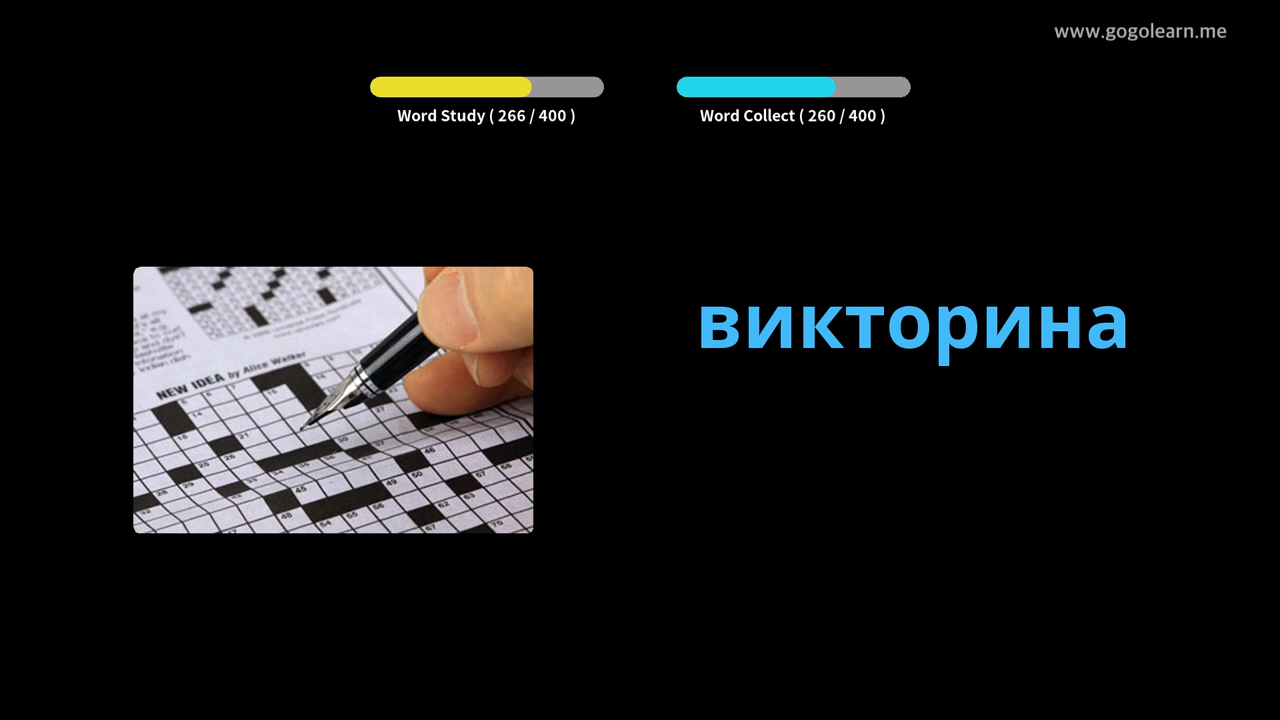 www.gogolearn.me
Word Study ( 266 / 400 )
Word Collect ( 260 / 400 )
викторина
NEW IDEA by Alice Walker